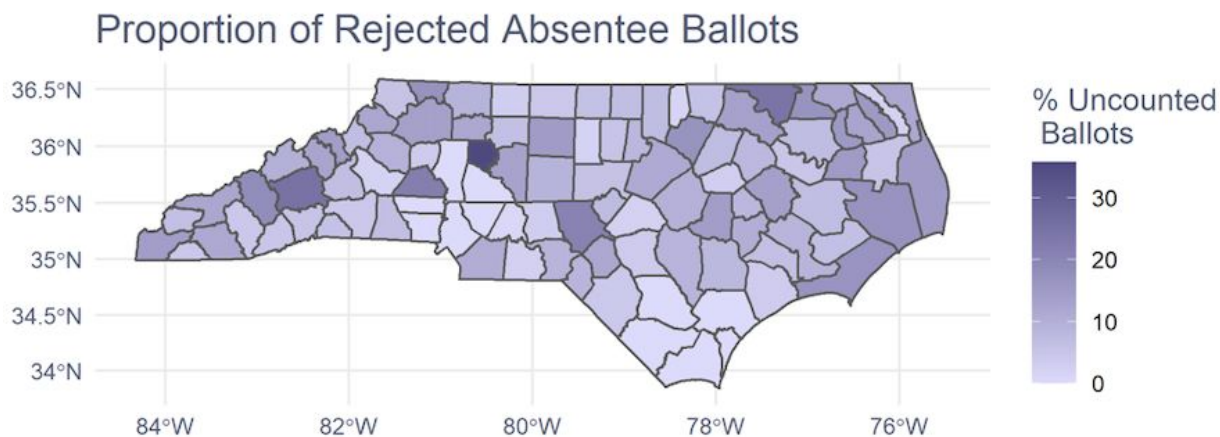 Proportion of Rejected Absentee Ballots
36.5°N
36°N
35.5°N
35°N
34.5°N
34°N
84°W
82°W
80°W
78°W
76°W
% Uncounted
Ballots
30
20
10
0